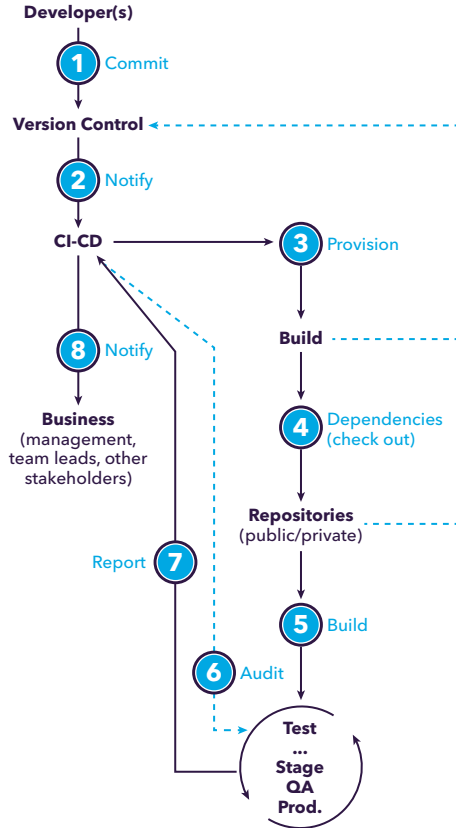 Developer(s)
1 Commit
Version Control
2 Notify
CI-CD
3 Provision
8 Notify
Build
Business
(management,
team leads, other
stakeholders)
4 Dependencies
(check out)
Repositories
(public/private)
Report 7
5 Build
6 Audit
Test
...
Stage
QA
Prod.